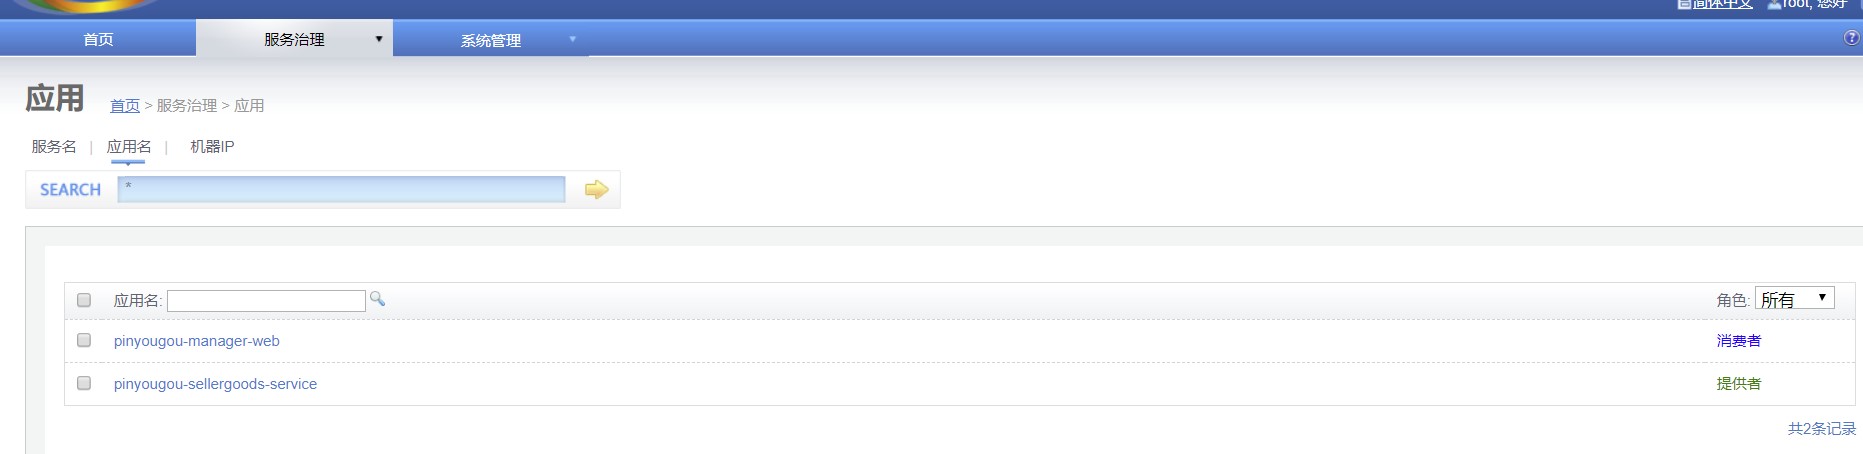 简体中文 root, 您好
首页 服务治理 系统管理
应用 首页 > 服务治理 > 应用
服务名 | 应用名 | 机器IP
SEARCH *
应用名: 角色: 所有
pinyougou-manager-web 消费者
pinyougou-sellergoods-service 提供者
共2条记录